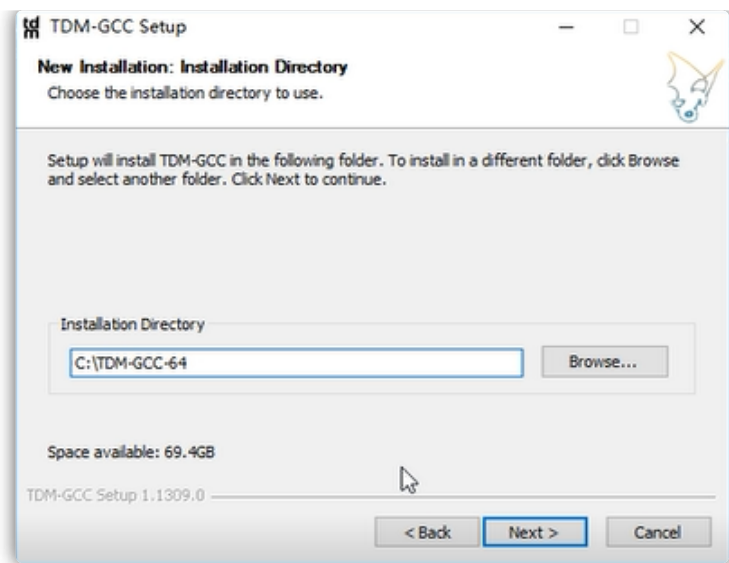 TDM-GCC Setup
New Installation: Installation Directory
Choose the installation directory to use.
Setup will install TDM-GCC in the following folder. To install in a different folder, click Browse
and select another folder. Click Next to continue.
Installation Directory
C:\TDM-GCC-64
Browse...
Space available: 69.4GB
TDM-GCC Setup 1.1309.0
< Back
Next >
Cancel